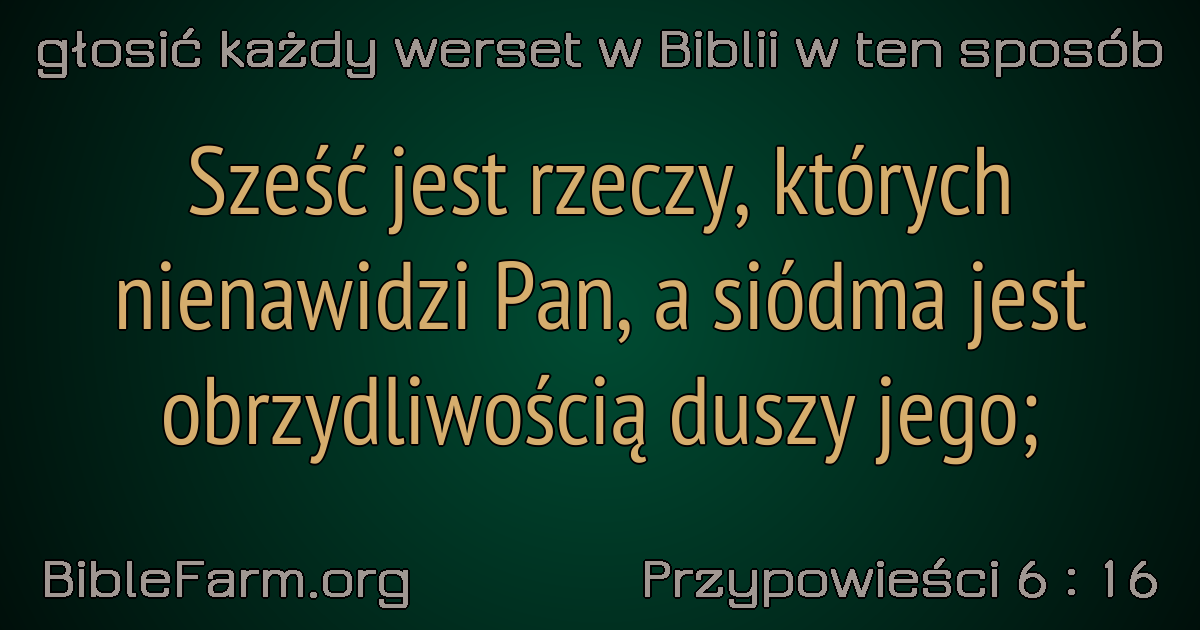 głosić każdy werset w Biblii w ten sposób
Sześć jest rzeczy, których
nienawidzi Pan, a siódma jest
obrzydliwością duszy jego;
BibleFarm.org
Przypowieści 6 : 16